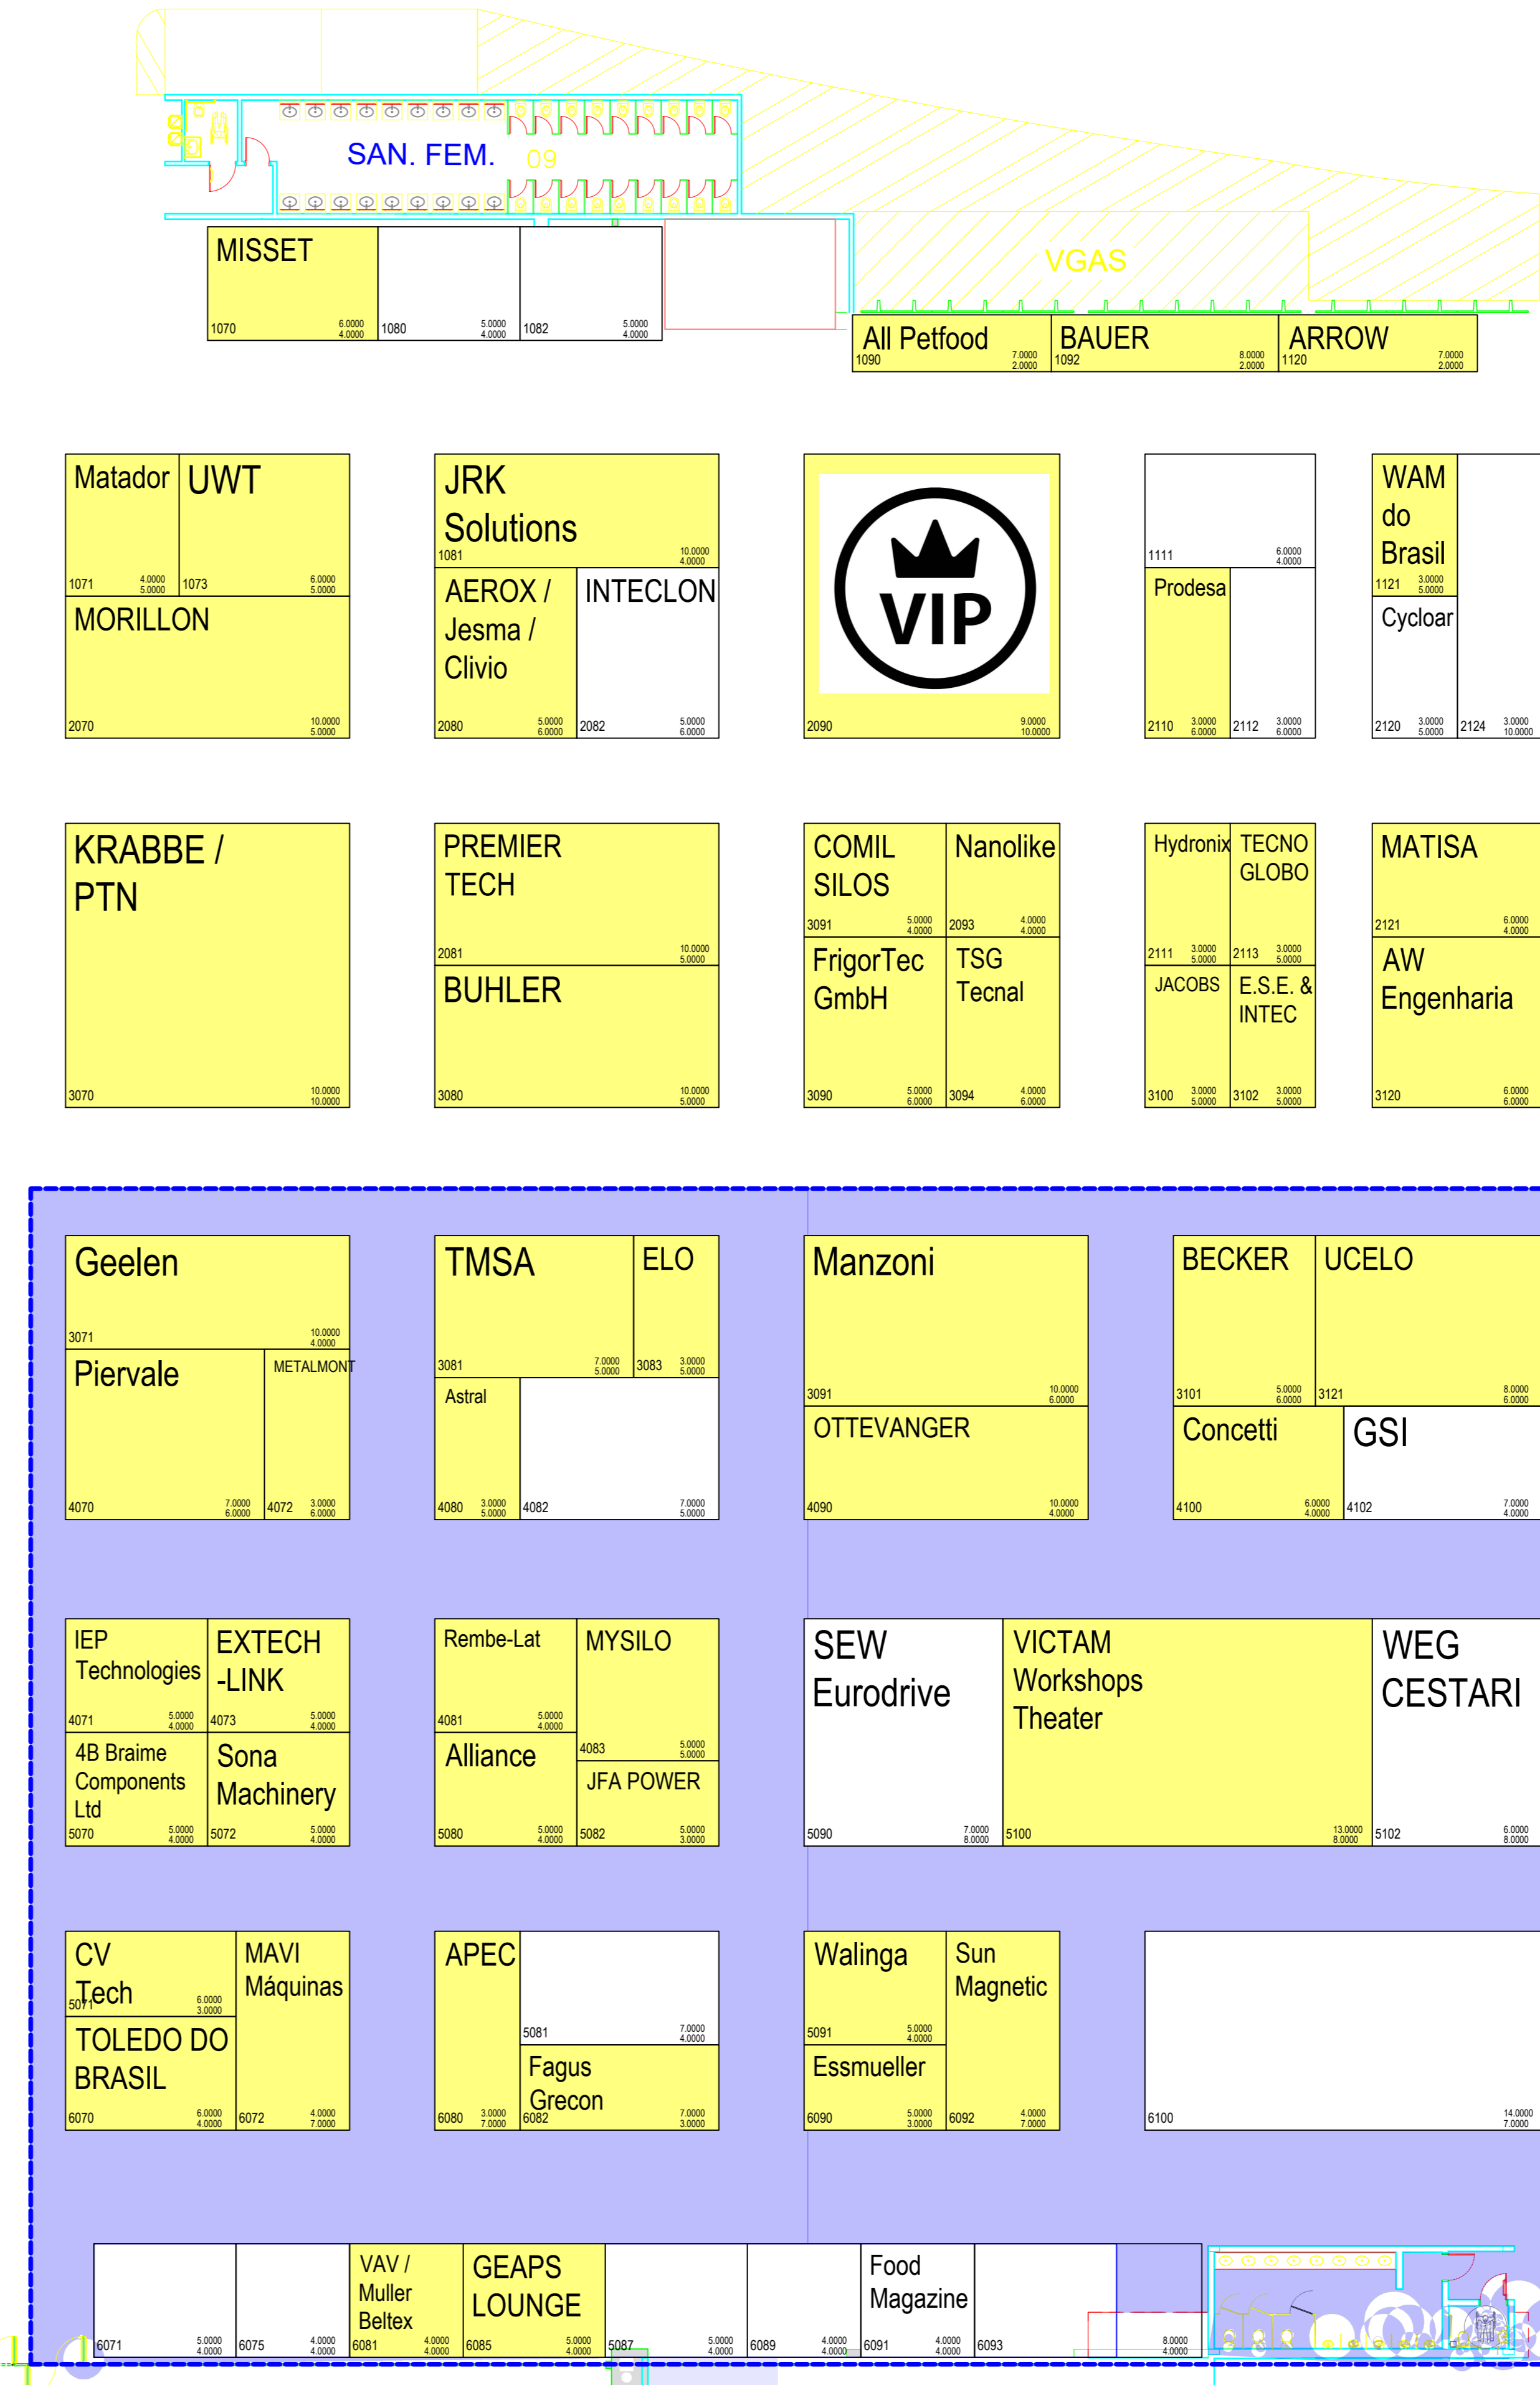 SAN. FEM.
09
VGAS
MISSET
1070
6.0000
4.0000
1080
5.0000
4.0000
1082
5.0000
4.0000
All Petfood
1090
7.0000
2.0000
BAUER
1092
8.0000
2.0000
ARROW
1120
7.0000
2.0000
Matador
1071
4.0000
5.0000
UWT
1073
6.0000
5.0000
MORILLON
2070
10.0000
5.0000
JRK
Solutions
1081
10.0000
4.0000
AEROX /
Jesma /
Clivio
2080
5.0000
6.0000
INTECLON
2082
5.0000
6.0000
VIP
2090
9.0000
10.0000
1111
6.0000
4.0000
Prodesa
2110
3.0000
6.0000
2112
3.0000
6.0000
WAM
do
Brasil
1121
3.0000
5.0000
Cycloar
2120
3.0000
5.0000
2124
3.0000
10.0000
KRABBE /
PTN
3070
10.0000
10.0000
PREMIER
TECH
2081
10.0000
5.0000
BUHLER
3080
10.0000
5.0000
COMIL
SILOS
3091
5.0000
4.0000
Nanolike
2093
4.0000
4.0000
FrigorTec
GmbH
3090
5.0000
6.0000
TSG
Tecnal
3094
4.0000
6.0000
Hydronix
2111
3.0000
5.0000
TECNO
GLOBO
2113
3.0000
5.0000
JACOBS
3100
3.0000
5.0000
E.S.E. &
INTEC
3102
3.0000
5.0000
MATISA
2121
6.0000
4.0000
AW
Engenharia
3120
6.0000
6.0000
Geelen
3071
10.0000
4.0000
Piervale
4070
7.0000
6.0000
METALMONT
4072
3.0000
6.0000
TMSA
3081
7.0000
5.0000
ELO
3083
3.0000
5.0000
Astral
4080
3.0000
5.0000
4082
7.0000
5.0000
Manzoni
3091
10.0000
6.0000
OTTEVANGER
4090
10.0000
4.0000
BECKER
3101
5.0000
6.0000
UCELO
3121
8.0000
6.0000
Concetti
4100
6.0000
4.0000
GSI
4102
7.0000
4.0000
IEP
Technologies
4071
5.0000
4.0000
EXTECH
-LINK
4073
5.0000
4.0000
4B Braime
Components
Ltd
5070
5.0000
4.0000
Sona
Machinery
5072
5.0000
4.0000
Rembe-Lat
4081
5.0000
4.0000
MYSILO
4083
5.0000
5.0000
Alliance
5080
5.0000
4.0000
JFA POWER
5082
5.0000
3.0000
SEW
Eurodrive
5090
7.0000
8.0000
VICTAM
Workshops
Theater
5100
13.0000
8.0000
WEG
CESTARI
5102
6.0000
8.0000
CV
Tech
5071
6.0000
3.0000
MAVI
Máquinas
6072
4.0000
7.0000
TOLEDO DO
BRASIL
6070
6.0000
4.0000
APEC
6080
3.0000
7.0000
5081
7.0000
4.0000
Fagus
Grecon
6082
7.0000
3.0000
Walinga
5091
5.0000
4.0000
Sun
Magnetic
6092
4.0000
7.0000
Essmueller
6090
5.0000
3.0000
6100
14.0000
7.0000
6071
5.0000
4.0000
6075
4.0000
4.0000
VAV /
Muller
Beltex
6081
4.0000
4.0000
GEAPS
LOUNGE
6085
5.0000
4.0000
5087
5.0000
4.0000
6089
4.0000
4.0000
Food
Magazine
6091
4.0000
4.0000
6093
8.0000
4.0000